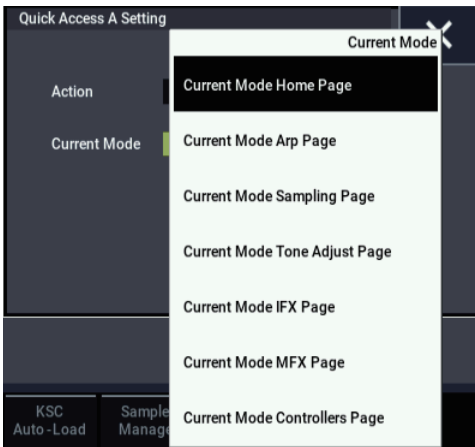 Quick Access A Setting
Current Mode
Action
Current Mode
Current Mode Home Page
Current Mode Arp Page
Current Mode Sampling Page
Current Mode Tone Adjust Page
Current Mode IFX Page
Current Mode MFX Page
Current Mode Controllers Page
KSC
Auto-Load
Sample